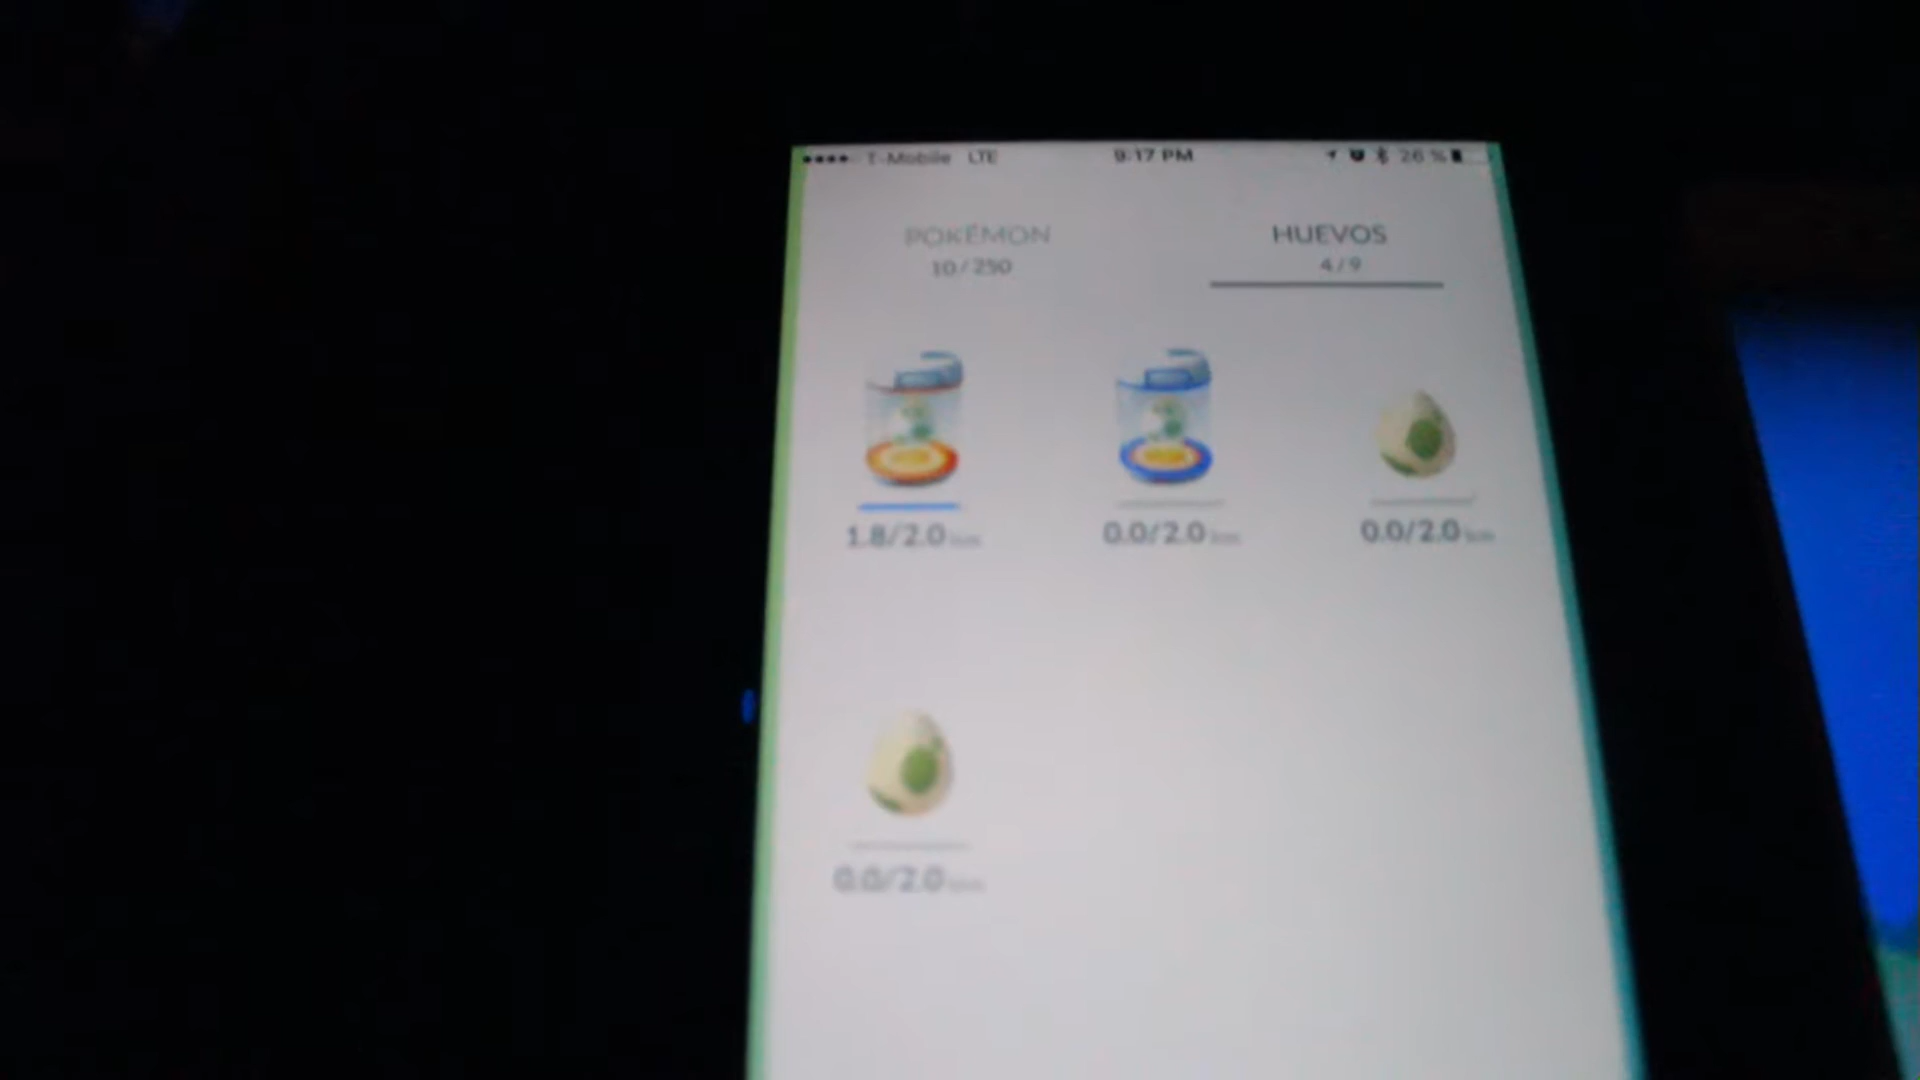 T-Mobile LTE 9:17 PM 26 %
POKÉMON HUEVOS
10 / 250 4 / 9
1.8/2.0 km 0.0/2.0 km 0.0/2.0 km
0.0/2.0 km